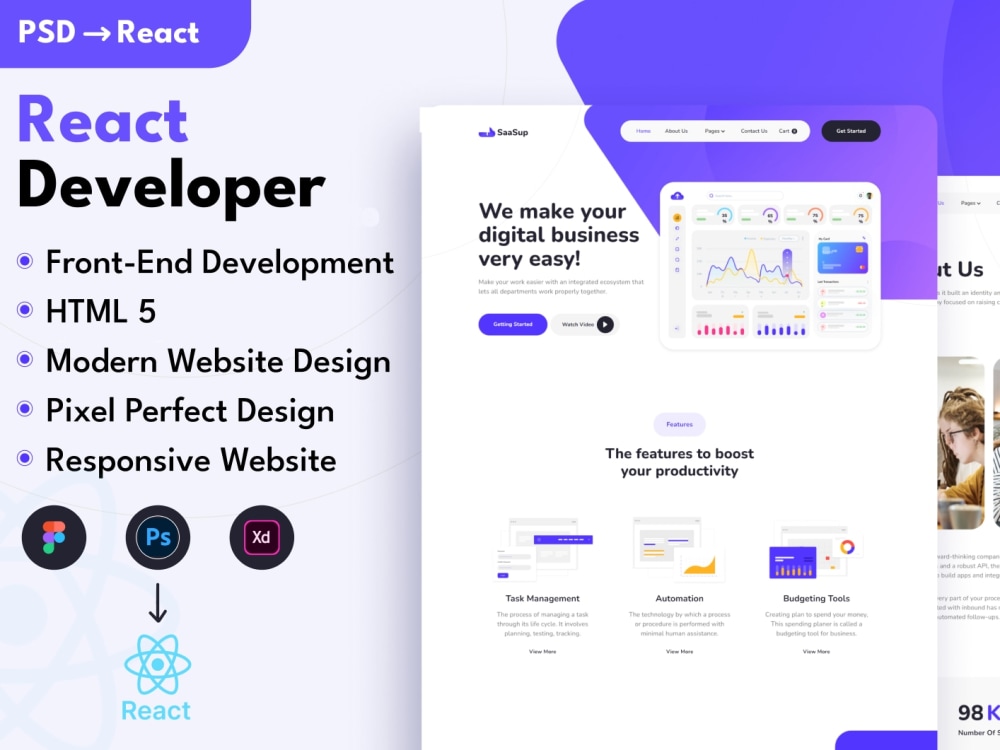 PSD → React
React
Developer
Front-End Development
HTML 5
Modern Website Design
Pixel Perfect Design
Responsive Website
Ps
Xd
React
SaaSup
Home About Us Pages Contact Us Cart 0
Get Started
We make your
digital business
very easy!
Make your work easier with an integrated ecosystem that
lets all departments work properly together.
Getting Started
Watch Video
Features
The features to boost
your productivity
Task Management
The process of managing a task
through its life cycle. It involves
planning, testing, tracking.
View More
Automation
The technology by which a process
or procedure is performed with
minimal human assistance.
View More
Budgeting Tools
Creating plan to spend your money.
This spending planer is called a
budgeting tool for business.
View More
Us Pages
ut Us
s it built an identity an
y focused on raising c
ward-thinking compan
and a robust API, the
build apps and integ
very part of your proce
ted with inbound has
utomated follow-ups.
98 K
Number Of S